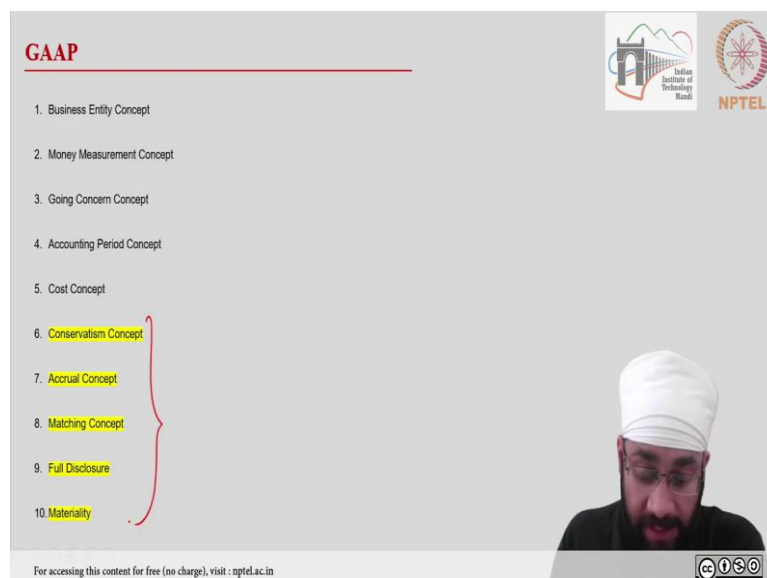 GAAP
1. Business Entity Concept
2. Money Measurement Concept
3. Going Concern Concept
4. Accounting Period Concept
5. Cost Concept
6. Conservatism Concept
7. Accrual Concept
8. Matching Concept
9. Full Disclosure
10. Materiality
Indian
Institute of
Technology
Mandi
NPTEL
For accessing this content for free (no charge), visit : nptel.ac.in
cc